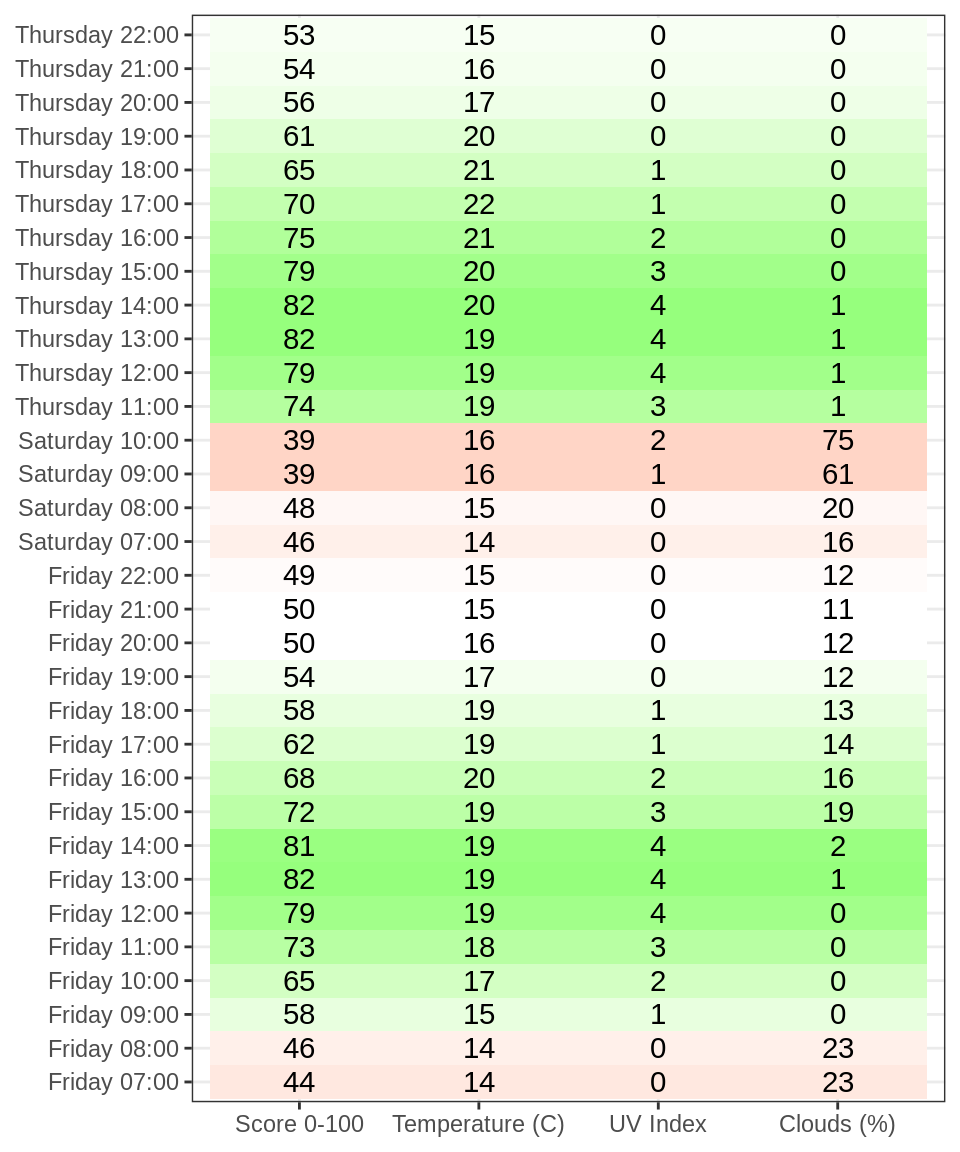 Thursday 22:00 53 15 0 0
Thursday 21:00 54 16 0 0
Thursday 20:00 56 17 0 0
Thursday 19:00 61 20 0 0
Thursday 18:00 65 21 1 0
Thursday 17:00 70 22 1 0
Thursday 16:00 75 21 2 0
Thursday 15:00 79 20 3 0
Thursday 14:00 82 20 4 1
Thursday 13:00 82 19 4 1
Thursday 12:00 79 19 4 1
Thursday 11:00 74 19 3 1
Saturday 10:00 39 16 2 75
Saturday 09:00 39 16 1 61
Saturday 08:00 48 15 0 20
Saturday 07:00 46 14 0 16
Friday 22:00 49 15 0 12
Friday 21:00 50 15 0 11
Friday 20:00 50 16 0 12
Friday 19:00 54 17 0 12
Friday 18:00 58 19 1 13
Friday 17:00 62 19 1 14
Friday 16:00 68 20 2 16
Friday 15:00 72 19 3 19
Friday 14:00 81 19 4 2
Friday 13:00 82 19 4 1
Friday 12:00 79 19 4 0
Friday 11:00 73 18 3 0
Friday 10:00 65 17 2 0
Friday 09:00 58 15 1 0
Friday 08:00 46 14 0 23
Friday 07:00 44 14 0 23
Score 0-100 Temperature (C) UV Index Clouds (%)